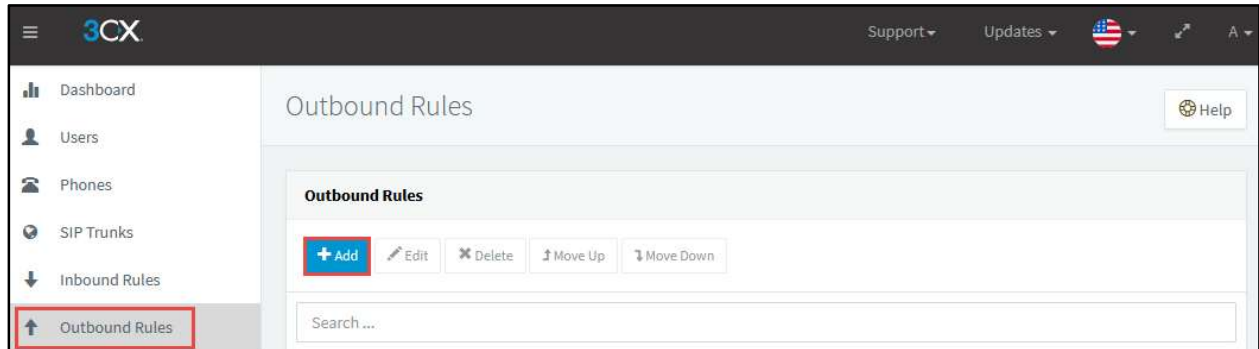 3CX.
Support
Updates
A
Dashboard
Users
Phones
SIP Trunks
Inbound Rules
Outbound Rules
Outbound Rules
Help
Outbound Rules
Add
Edit
Delete
Move Up
Move Down
Search ...